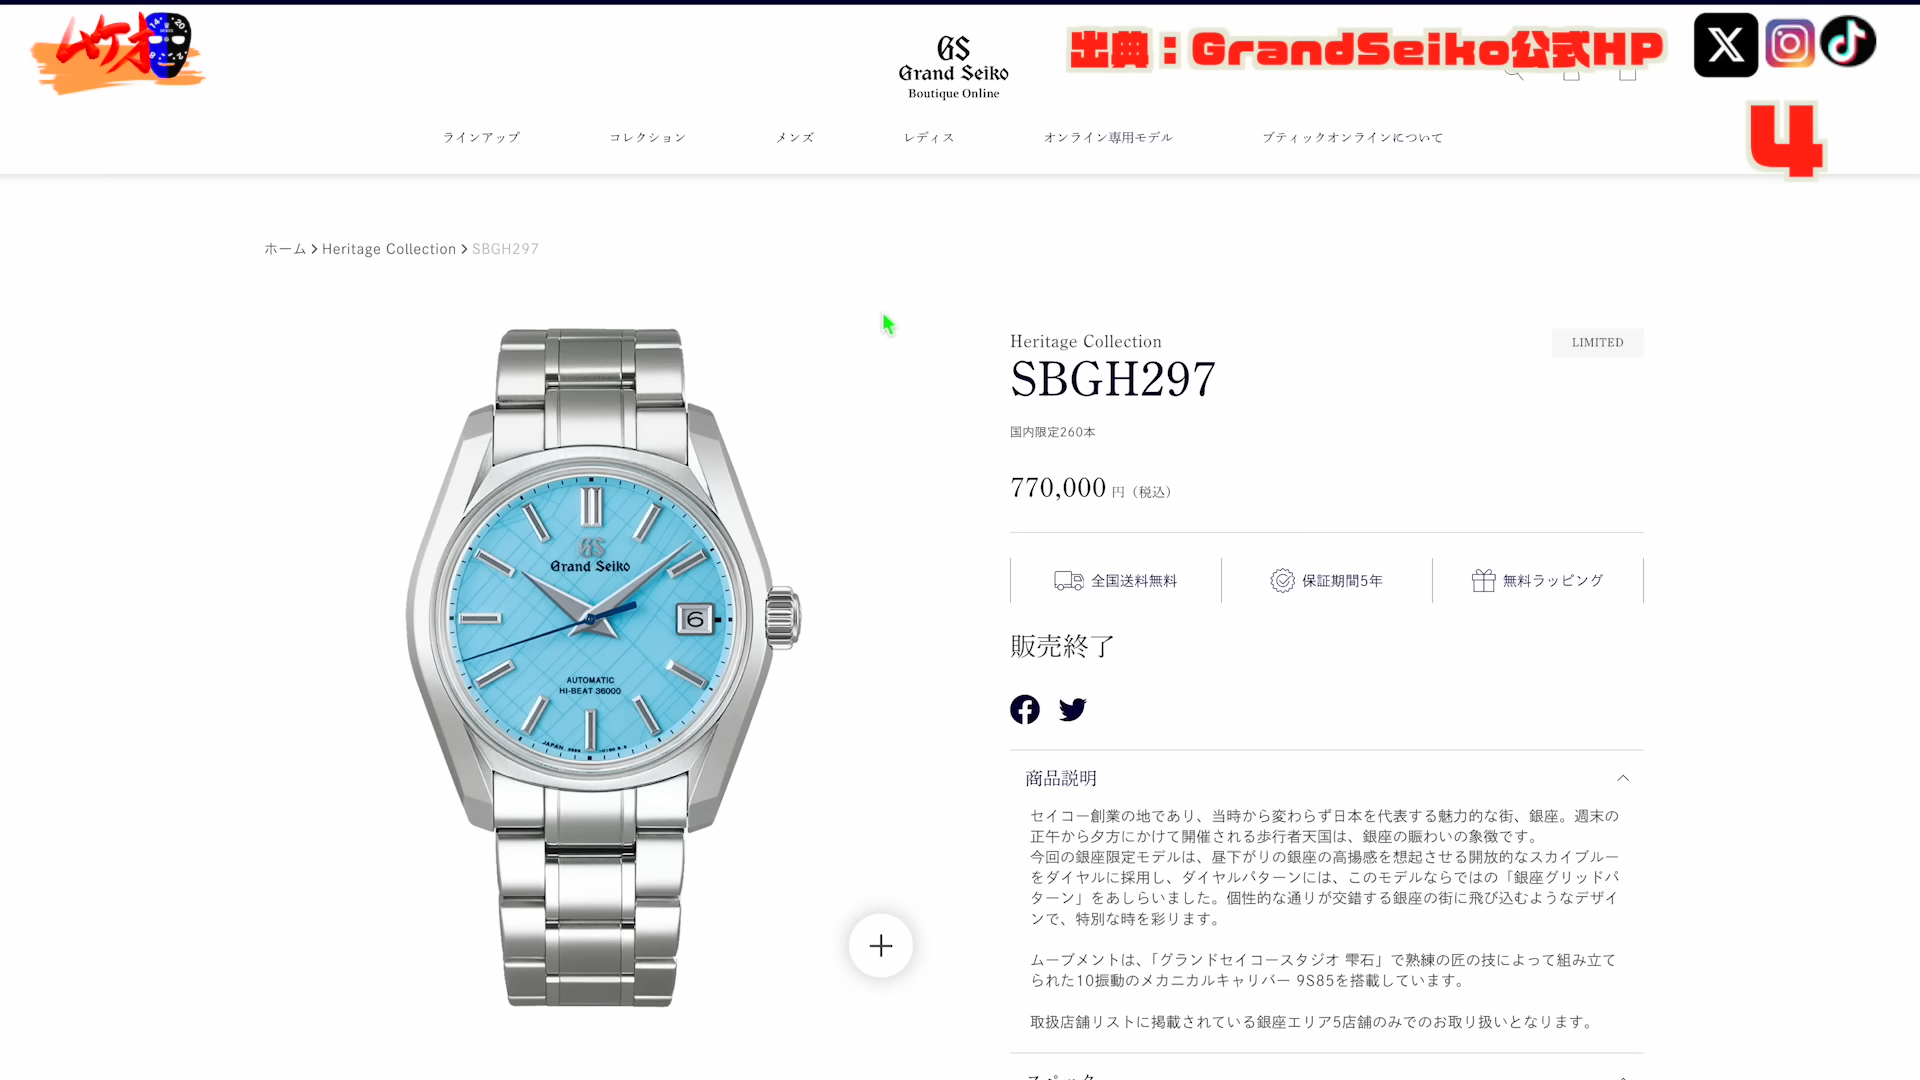 ムケオ
GS
Grand Seiko
Boutique Online
出典：GrandSeiko公式HP
4
ラインアップ
コレクション
メンズ
レディス
オンライン専用モデル
ブティックオンラインについて
ホーム > Heritage Collection > SBGH297
Heritage Collection
LIMITED
SBGH297
国内限定260本
770,000 円（税込）
全国送料無料
保証期間5年
無料ラッピング
販売終了
GS
Grand Seiko
6
AUTOMATIC
HI-BEAT 36000
JAPAN
商品説明
セイコー創業の地であり、当時から変わらず日本を代表する魅力的な街、銀座。週末の
正午から夕方にかけて開催される歩行者天国は、銀座の賑わいの象徴です。
今回の銀座限定モデルは、昼下がりの銀座の高揚感を想起させる開放的なスカイブルー
をダイヤルに採用し、ダイヤルパターンには、このモデルならではの「銀座グリッドパ
ターン」をあしらいました。個性的な通りが交錯する銀座の街に飛び込むようなデザイ
ンで、特別な時を彩ります。
ムーブメントは、「グランドセイコースタジオ 雫石」で熟練の匠の技によって組み立て
られた10振動のメカニカルキャリバー 9S85を搭載しています。
取扱店舗リストに掲載されている銀座エリア5店舗のみでのお取り扱いとなります。
スペック